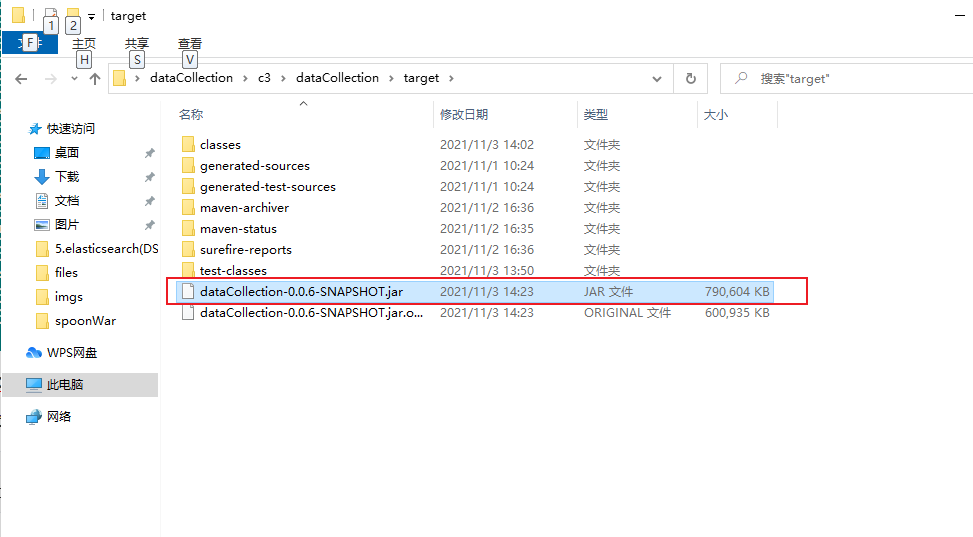 target
1 2
文件 F
主页 共享 查看
H S V
dataCollection c3 dataCollection target
搜索"target"
名称 修改日期 类型 大小
快速访问
桌面
下载
文档
图片
5.elasticsearch(DS
files
imgs
spoonWar
WPS网盘
此电脑
网络
classes 2021/11/3 14:02 文件夹
generated-sources 2021/11/1 10:24 文件夹
generated-test-sources 2021/11/1 10:24 文件夹
maven-archiver 2021/11/2 16:36 文件夹
maven-status 2021/11/2 16:35 文件夹
surefire-reports 2021/11/2 16:36 文件夹
test-classes 2021/11/3 13:50 文件夹
dataCollection-0.0.6-SNAPSHOT.jar 2021/11/3 14:23 JAR 文件 790,604 KB
dataCollection-0.0.6-SNAPSHOT.jar.o... 2021/11/3 14:23 ORIGINAL 文件 600,935 KB